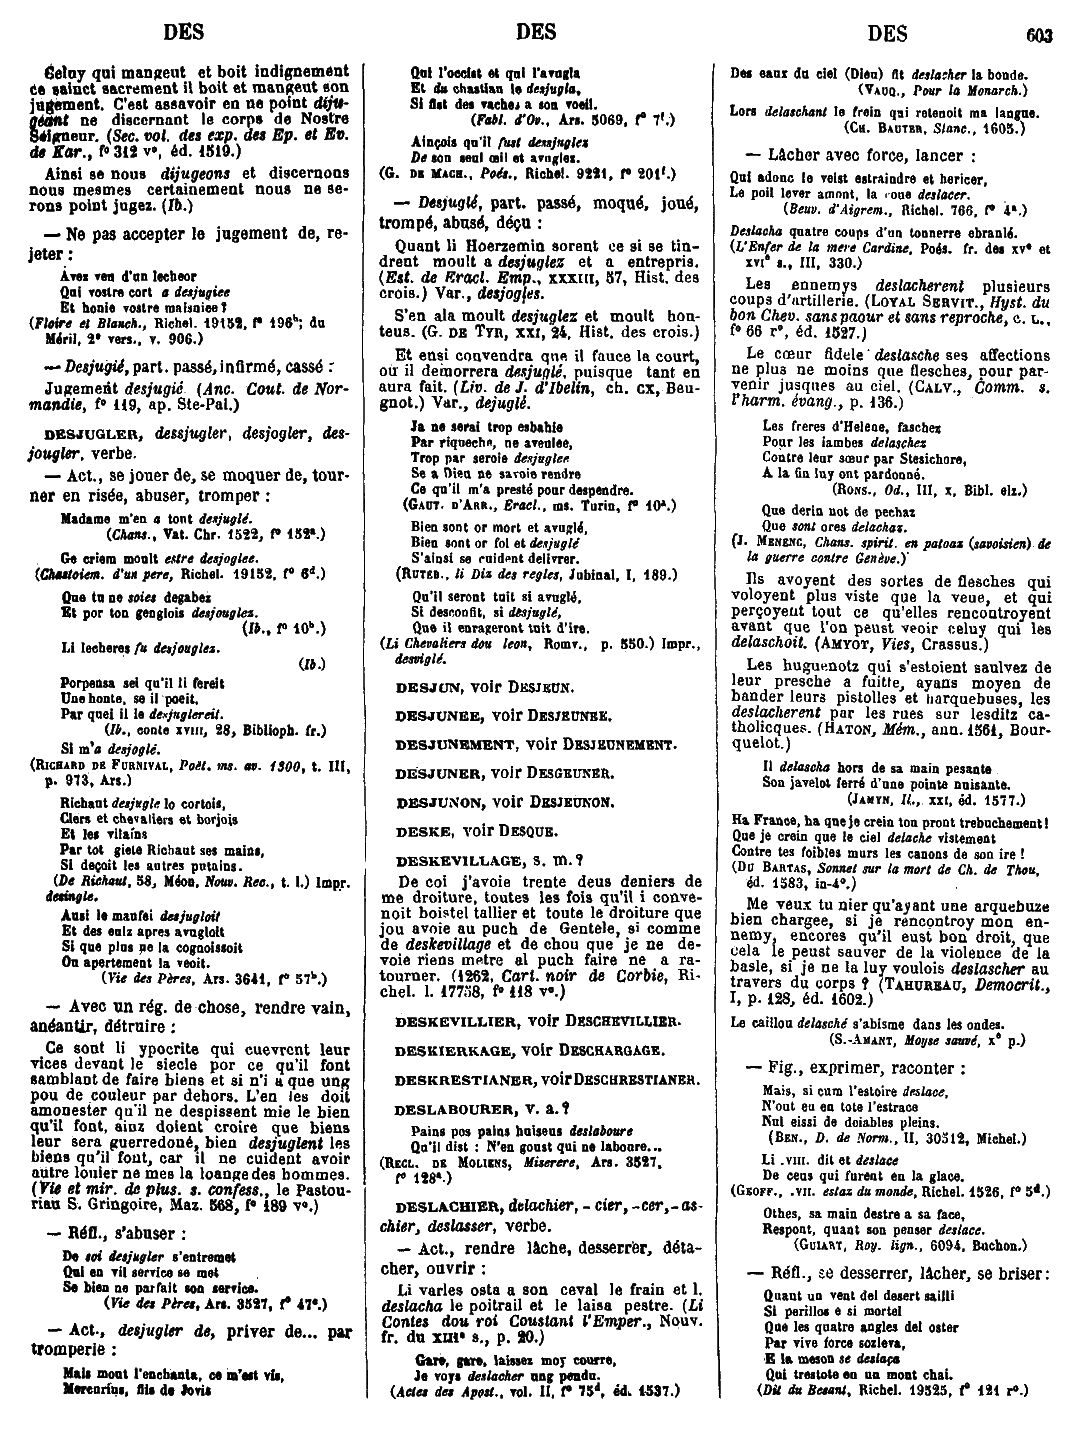 DES
DES
DES
603
Celuy qui mangeut et boit indignement
ce sainct sacrement il boit et mangeut son
jugement. C'est assavoir en ne point diju-
geant ne discernant le corps de Nostre
Seigneur. (Sec. vol. des exp. des Ep. et Ev.
de Kar., f° 312 v°, éd. 1519.)
Ainsi se nous dijugeons et discernons
nous mesmes certainement nous ne se-
rons point jugez. (Ib.)
— Ne pas accepter le jugement de, re-
jeter :
Avez veu d'un lecheor
Qui vostre cort a desjugiee
Et honie vostre maisniee ?
(Floire et Blanch., Richel. 19152, f° 196b; du
Méril, 2e vers., v. 906.)
— Desjugié, part. passé, infirmé, cassé :
Jugement desjugié. (Anc. Cout. de Nor-
mandie, f° 119, ap. Ste-Pal.)
DESJUGLER, dessjugler, desjogler, des-
jougler, verbe.
— Act., se jouer de, se moquer de, tour-
ner en risée, abuser, tromper :
Madame m'en a tout desjuglé.
(Chans., Vat. Chr. 1522, f° 152a.)
Ge criem moult estre desjoglee.
(Chastoiem. d'un pere, Richel. 19152, f° 6d.)
Que tu ne soies degabez
Et por ton genglois desjouglez.
(Ib., f° 10b.)
Li lecheres fu desjouglez.
(Ib.)
Porpensa sei qu'il li fereit
Une honte, se il poeit,
Par quei il le desjuglereit.
(Ib., conte XVIII, 28, Biblioph. fr.)
Si m'a desjoglé.
(RICHARD DE FURNIVAL, Poët. ms. av. 1300, t. III,
p. 973, Ars.)
Richaut desjugle lo cortois,
Clers et chevaliers et borjois
Et les vilains
Par tot giete Richaut ses mains,
Si deçoit les autres putains.
(De Richaut, 58, Méon, Nouv. Rec., t. I.) Impr.
desingle.
Ausi le maufei desjugloit
Et des eulz apres avugloit
Si que plus ne la cognoissoit
Ou apertement la veoit.
(Vie des Pères, Ars. 3641, f° 57b.)
— Avec un rég. de chose, rendre vain,
anéantir, détruire :
Ce sont li ypocrite qui cuevrent leur
vices devant le siecle por ce qu'il font
samblant de faire biens et si n'i a que ung
pou de couleur par dehors. L'en les doit
amonester qu'il ne despissent mie le bien
qu'il font, ainz doient croire que biens
leur sera guerredoné, bien desjuglent les
biens qu'il font, car il ne cuident avoir
autre louier ne mes la loange des hommes.
(Vie et mir. de plus. s. confess., le Pastou-
riau S. Gringoire, Maz. 568, f° 189 v°.)
— Réfl., s'abuser :
De soi desjugler s'entremet
Qui en vil service se met
Se bien ne parfait son service.
(Vie des Pères, Ars. 3527, f° 47a.)
— Act., desjugler de, priver de... par
tromperie :
Mais mout l'enchanta, ce m'est vis,
Mercurius, fils de Jovis
Qui l'occist et qui l'avugla
Et du chastiau le desjugla,
Si fist des vaches a son voeil.
(Fabl. d'Ov., Ars. 5069, f° 7f.)
Ainçois qu'il fust dessjuglez
De son seul œil et avuglez.
(G. DE MACH., Poés., Richel. 9221, f° 201f.)
— Desjuglé, part. passé, moqué, joué,
trompé, abusé, déçu :
Quant li Hoerzemin sorent ce si se tin-
drent moult a desjuglez et a entrepris.
(Est. de Eracl. Emp., XXXIII, 57, Hist. des
crois.) Var., desjogles.
S'en ala moult desjuglez et moult hon-
teus. (G. DE TYR, XXI, 24, Hist. des crois.)
Et ensi convendra que il fauce la court,
ou il demorrera desjuglé, puisque tant en
aura fait. (Liv. de J. d'Ibelin, ch. CX, Beu-
gnot.) Var., dejuglé.
Ja ne serai trop esbahie
Par riqueche, ne aveulee,
Trop par seroie desjuglee
Se a Dieu ne savoie rendre
Ce qu'il m'a presté pour despendre.
(GAUT. D'ARR., Eracl., ms. Turin, f° 10a.)
Bien sont or mort et avuglé,
Bien sont or fol et desjuglé
S'ainsi se cuident delivrer.
(RUTEB., li Diz des regles, Jubinal, I, 189.)
Qu'il seront tuit si avuglé,
Si desconfit, si desjuglé,
Que il enrageront tuit d'ire.
(Li Chevaliers dou leon, Romv., p. 550.) Impr.,
desviglé.
DESJUN, voir DESJEUN.
DESJUNEE, voir DESJEUNEE.
DESJUNEMENT, voir DESJEUNEMENT.
DESJUNER, voir DESGEUNER.
DESJUNON, voir DESJEUNON.
DESKE, voir DESQUE.
DESKEVILLAGE, s. m. ?
De coi j'avoie trente deus deniers de
me droiture, toutes les fois qu'il i conve-
noit boistel tallier et toute le droiture que
jou avoie au puch de Gentele, si comme
de deskevillage et de chou que je ne de-
voie riens metre al puch faire ne a ra-
tourner. (1262, Cart. noir de Corbie, Ri-
chel. l. 17758, f° 118 v°.)
DESKEVILLIER, voir DESCHEVILLIER.
DESKIERKAGE, voir DESCHARGAGE.
DESKRESTIANER, voir DESCHRESTIANER.
DESLABOURER, v. a. ?
Pains pos pains huiseus deslaboure
Qu'il dist : N'en goust qui ne laboure...
(RECL. DE MOLIENS, Miserere, Ars. 3527,
f° 128a.)
DESLACHIER, delachier, - cier, -cer, - as-
chier, deslasser, verbe.
— Act., rendre lâche, desserrer, déta-
cher, ouvrir :
Li varles osta a son ceval le frain et l.
deslacha le poitrail et le laisa pestre. (Li
Contes dou roi Coustant l'Emper., Nouv.
fr. du XIIIe s., p. 20.)
Gare, gare, laissez moy courre,
Je voys deslacher ung pendu.
(Actes des Apost., vol. II, f° 75d, éd. 1537.)
Des eaux du ciel (Dieu) fit deslacher la bonde.
(VAUQ., Pour la Monarch.)
Lors delaschant le frein qui retenoit ma langue.
(CH. BAUTER, Stanc., 1605.)
— Lâcher avec force, lancer :
Qui adonc le veist estraindre et hericer,
Le poil lever amont, la coue deslacer.
(Beuv. d'Aigrem., Richel. 766, f° 4a.)
Deslacha quatre coups d'un tonnerre ebranlé.
(L'Enfer de la mere Cardine, Poés. fr. des XVe et
XVIe s., III, 330.)
Les ennemys deslacherent plusieurs
coups d'artillerie. (LOYAL SERVIT., Hyst. du
bon Chev. sans paour et sans reproche, c. L.,
f° 66 r°, éd. 1527.)
Le cœur fidele deslasche ses affections
ne plus ne moins que flesches, pour par-
venir jusques au ciel. (CALV., Comm. s.
l'harm. évang., p. 136.)
Les freres d'Helene, faschez
Pour les iambes delaschez
Contre leur sœur par Stesichore,
A la fin luy ont pardonné.
(RONS., Od., III, X, Bibl. elz.)
Que deria not de pechaz
Que sont ores delachaz.
(J. MENENC, Chans. spirit. en patoaz (savoisien) de
la guerre contre Genève.)
Ils avoyent des sortes de flesches qui
voloyent plus viste que la veue, et qui
perçoyent tout ce qu'elles rencontroyent
avant que l'on peust veoir celuy qui les
delaschoit. (AMYOT, Vies, Crassus.)
Les huguenotz qui s'estoient saulvez de
leur presche a fuitte, ayans moyen de
bander leurs pistolles et harquebuses, les
deslacherent par les rues sur lesditz ca-
tholicques. (HATON, Mém., ann. 1561, Bour-
quelot.)
Il delascha hors de sa main pesante
Son javelot ferré d'une pointe nuisante.
(JAMYN, Il., XXI, éd. 1577.)
Ha France, ha que je crein ton pront trebuchement !
Que je crein que le ciel delache vistement
Contre tes foibles murs les canons de son ire !
(DU BARTAS, Sonnet sur la mort de Ch. de Thou,
éd. 1583, in-4°.)
Me veux tu nier qu'ayant une arquebuze
bien chargee, si je rencontroy mon en-
nemy, encores qu'il eust bon droit, que
cela le peust sauver de la violence de la
basle, si je ne la luy voulois deslascher au
travers du corps ? (TAHUREAU, Democrit.,
I, p. 128, éd. 1602.)
Le caillou delasché s'abisme dans les ondes.
(S.-AMANT, Moyse sauvé, Xe p.)
— Fig., exprimer, raconter :
Mais, si cum l'estoire deslace,
N'out eu en tote l'estrace
Nul eissi de doiables pleins.
(BEN., D. de Norm., II, 30512, Michel.)
Li .VIII. dit et deslace
De ceus qui furent en la glace.
(GEOFF., .VII. estaz du monde, Richel. 1526, f° 5d.)
Othes, sa main destre a sa face,
Respont, quant son penser deslace.
(GUIART, Roy. lign., 6094, Buchon.)
— Réfl., se desserrer, lâcher, se briser :
Quant un vent del desert sailli
Si perillos e si mortel
Que les quatre angles del oster
Par vive force sozleva,
E la meson se deslaça
Qui trestote en un mont chai.
(Dit du Besant, Richel. 19525, f° 121 r°.)